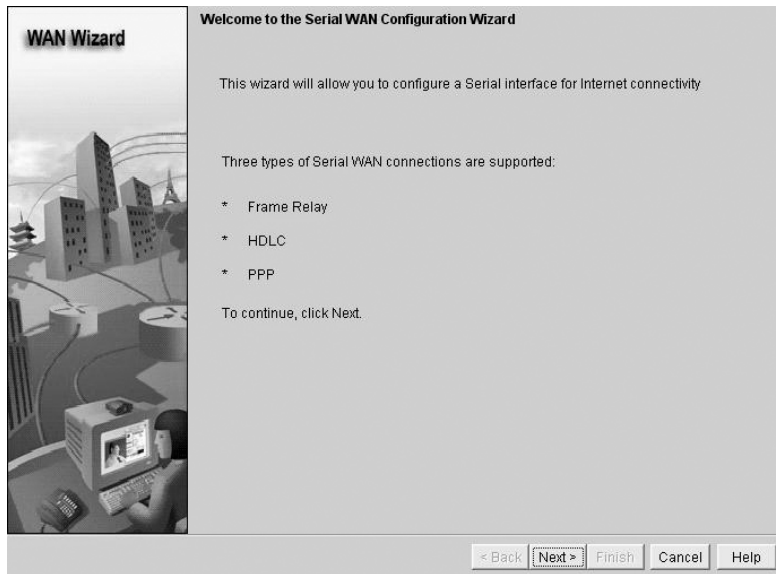 WAN Wizard
Welcome to the Serial WAN Configuration Wizard
This wizard will allow you to configure a Serial interface for Internet connectivity
Three types of Serial WAN connections are supported:
* Frame Relay
* HDLC
* PPP
To continue, click Next.
< Back Next > Finish Cancel Help